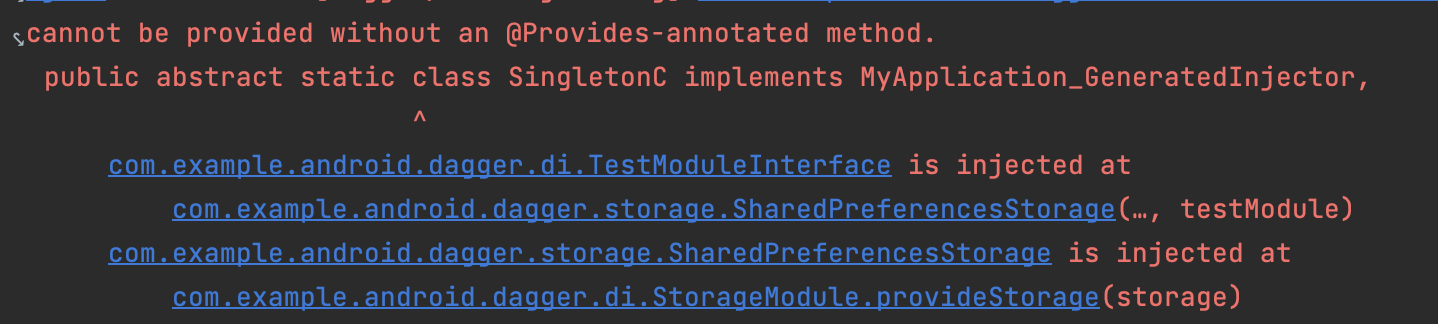 cannot be provided without an @Provides-annotated method.
public abstract static class SingletonC implements MyApplication_GeneratedInjector,
^
com.example.android.dagger.di.TestModuleInterface is injected at
com.example.android.dagger.storage.SharedPreferencesStorage(…, testModule)
com.example.android.dagger.storage.SharedPreferencesStorage is injected at
com.example.android.dagger.di.StorageModule.provideStorage(storage)